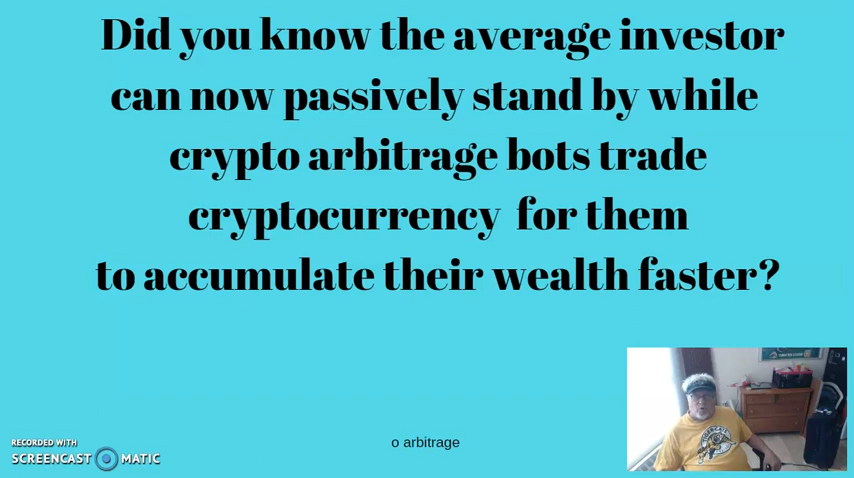 Did you know the average investor
can now passively stand by while
crypto arbitrage bots trade
cryptocurrency for them
to accumulate their wealth faster?
o arbitrage
RECORDED WITH
SCREENCAST MATIC